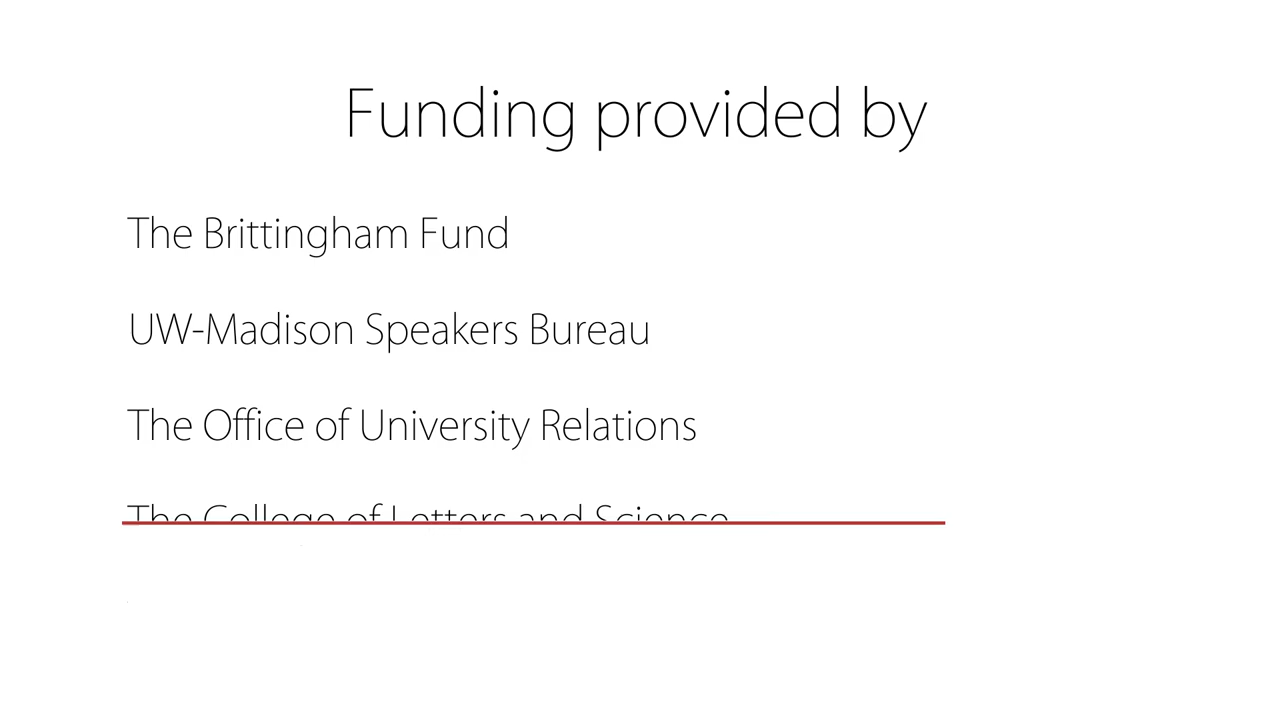 Funding provided by
The Brittingham Fund
UW-Madison Speakers Bureau
The Office of University Relations
The College of Letters and Science